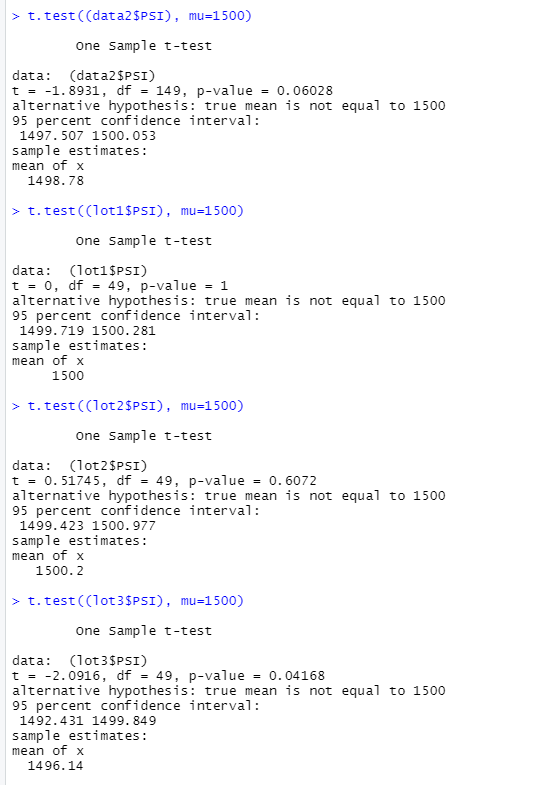 > t.test((data2$PSI), mu=1500)
One Sample t-test
data:  (data2$PSI)
t = -1.8931, df = 149, p-value = 0.06028
alternative hypothesis: true mean is not equal to 1500
95 percent confidence interval:
1497.507 1500.053
sample estimates:
mean of x
1498.78
> t.test((lot1$PSI), mu=1500)
One Sample t-test
data:  (lot1$PSI)
t = 0, df = 49, p-value = 1
alternative hypothesis: true mean is not equal to 1500
95 percent confidence interval:
1499.719 1500.281
sample estimates:
mean of x
1500
> t.test((lot2$PSI), mu=1500)
One Sample t-test
data:  (lot2$PSI)
t = 0.51745, df = 49, p-value = 0.6072
alternative hypothesis: true mean is not equal to 1500
95 percent confidence interval:
1499.423 1500.977
sample estimates:
mean of x
1500.2
> t.test((lot3$PSI), mu=1500)
One Sample t-test
data:  (lot3$PSI)
t = -2.0916, df = 49, p-value = 0.04168
alternative hypothesis: true mean is not equal to 1500
95 percent confidence interval:
1492.431 1499.849
sample estimates:
mean of x
1496.14